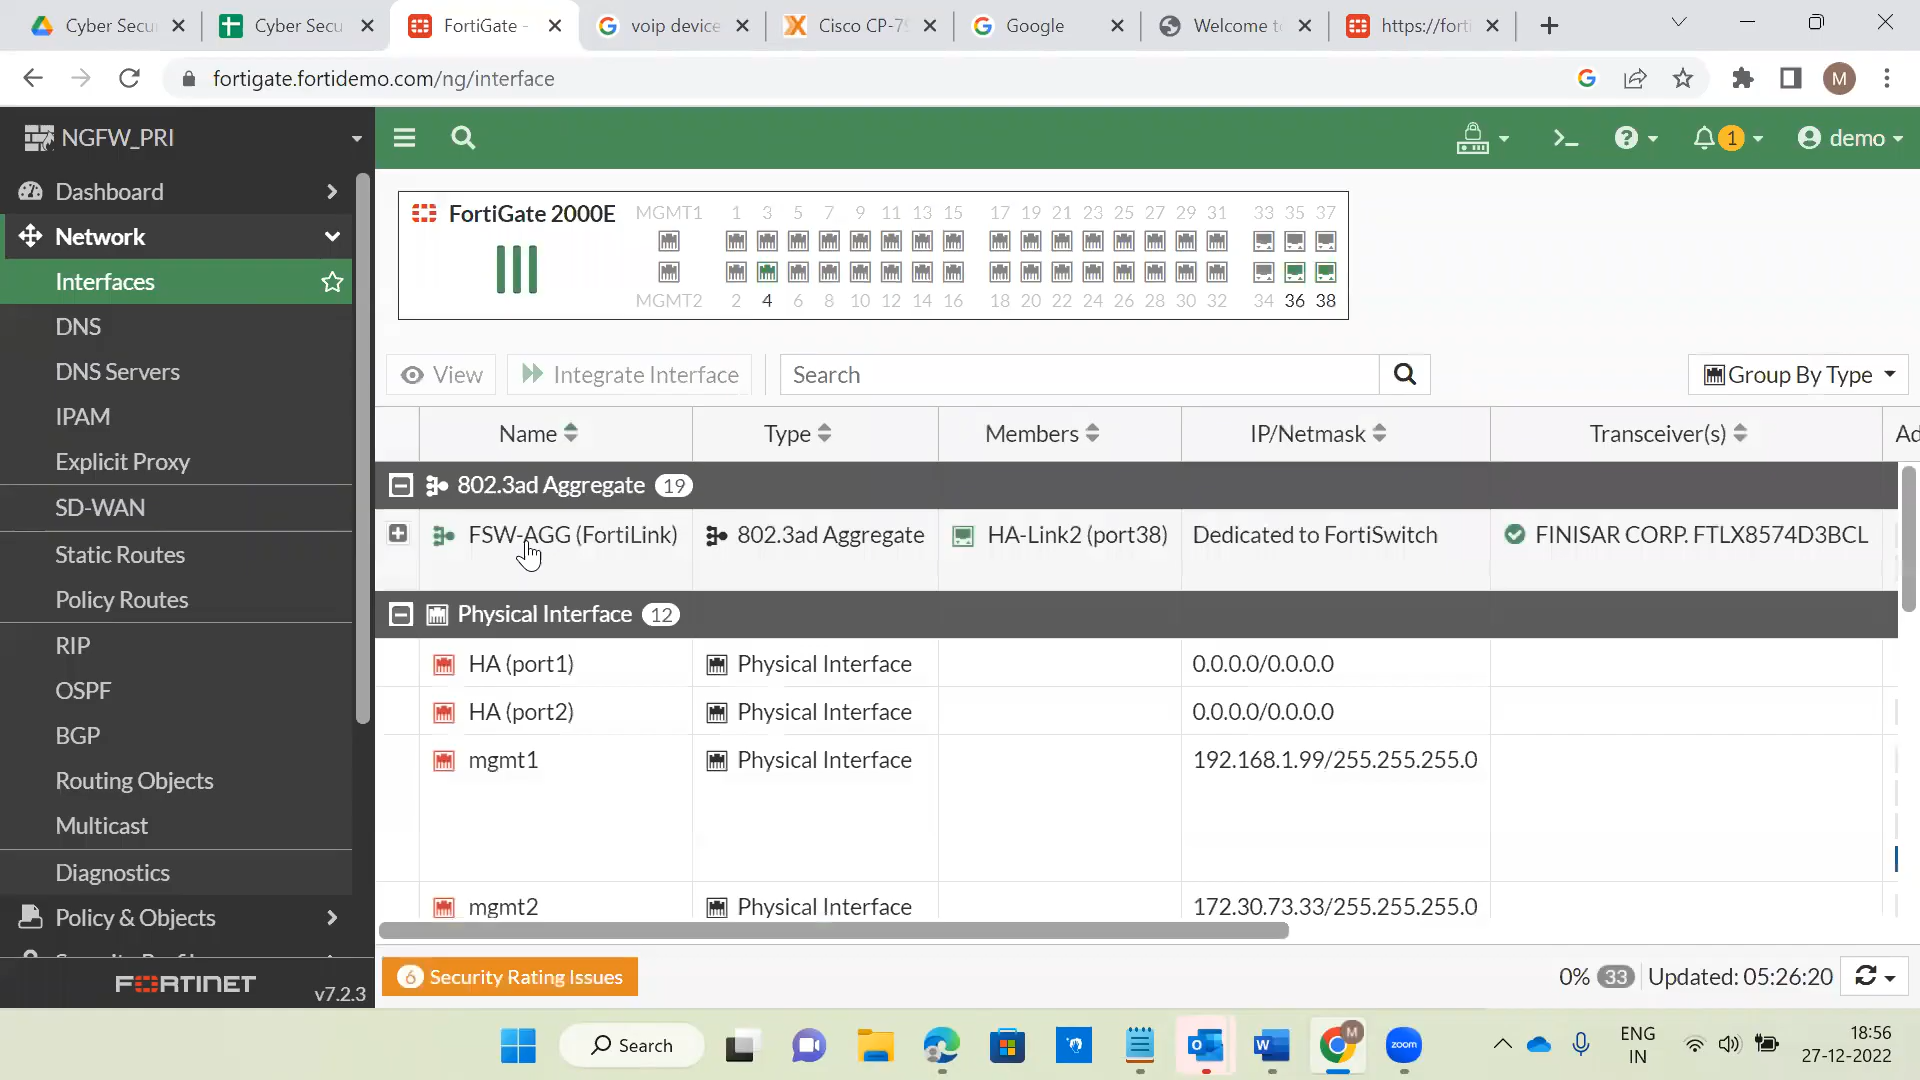 Cyber Secu
Cyber Secu
FortiGate -
voip device
Cisco CP-79
Google
Welcome to
https://forti
fortigate.fortidemo.com/ng/interface
M
NGFW_PRI
1
demo
Dashboard
Network
Interfaces
DNS
DNS Servers
IPAM
Explicit Proxy
SD-WAN
Static Routes
Policy Routes
RIP
OSPF
BGP
Routing Objects
Multicast
Diagnostics
Policy & Objects
FORTINET
v7.2.3
FortiGate 2000E
MGMT1 1 3 5 7 9 11 13 15 17 19 21 23 25 27 29 31 33 35 37
MGMT2 2 4 6 8 10 12 14 16 18 20 22 24 26 28 30 32 34 36 38
View
Integrate Interface
Search
Group By Type
Name Type Members IP/Netmask Transceiver(s) Ad
802.3ad Aggregate 19
FSW-AGG (FortiLink) 802.3ad Aggregate HA-Link2 (port38) Dedicated to FortiSwitch FINISAR CORP. FTLX8574D3BCL
Physical Interface 12
HA (port1) Physical Interface 0.0.0.0/0.0.0.0
HA (port2) Physical Interface 0.0.0.0/0.0.0.0
mgmt1 Physical Interface 192.168.1.99/255.255.255.0
mgmt2 Physical Interface 172.30.73.33/255.255.255.0
6 Security Rating Issues
0% 33 Updated: 05:26:20
Search
W
M
zoom
ENG
IN
18:56
27-12-2022